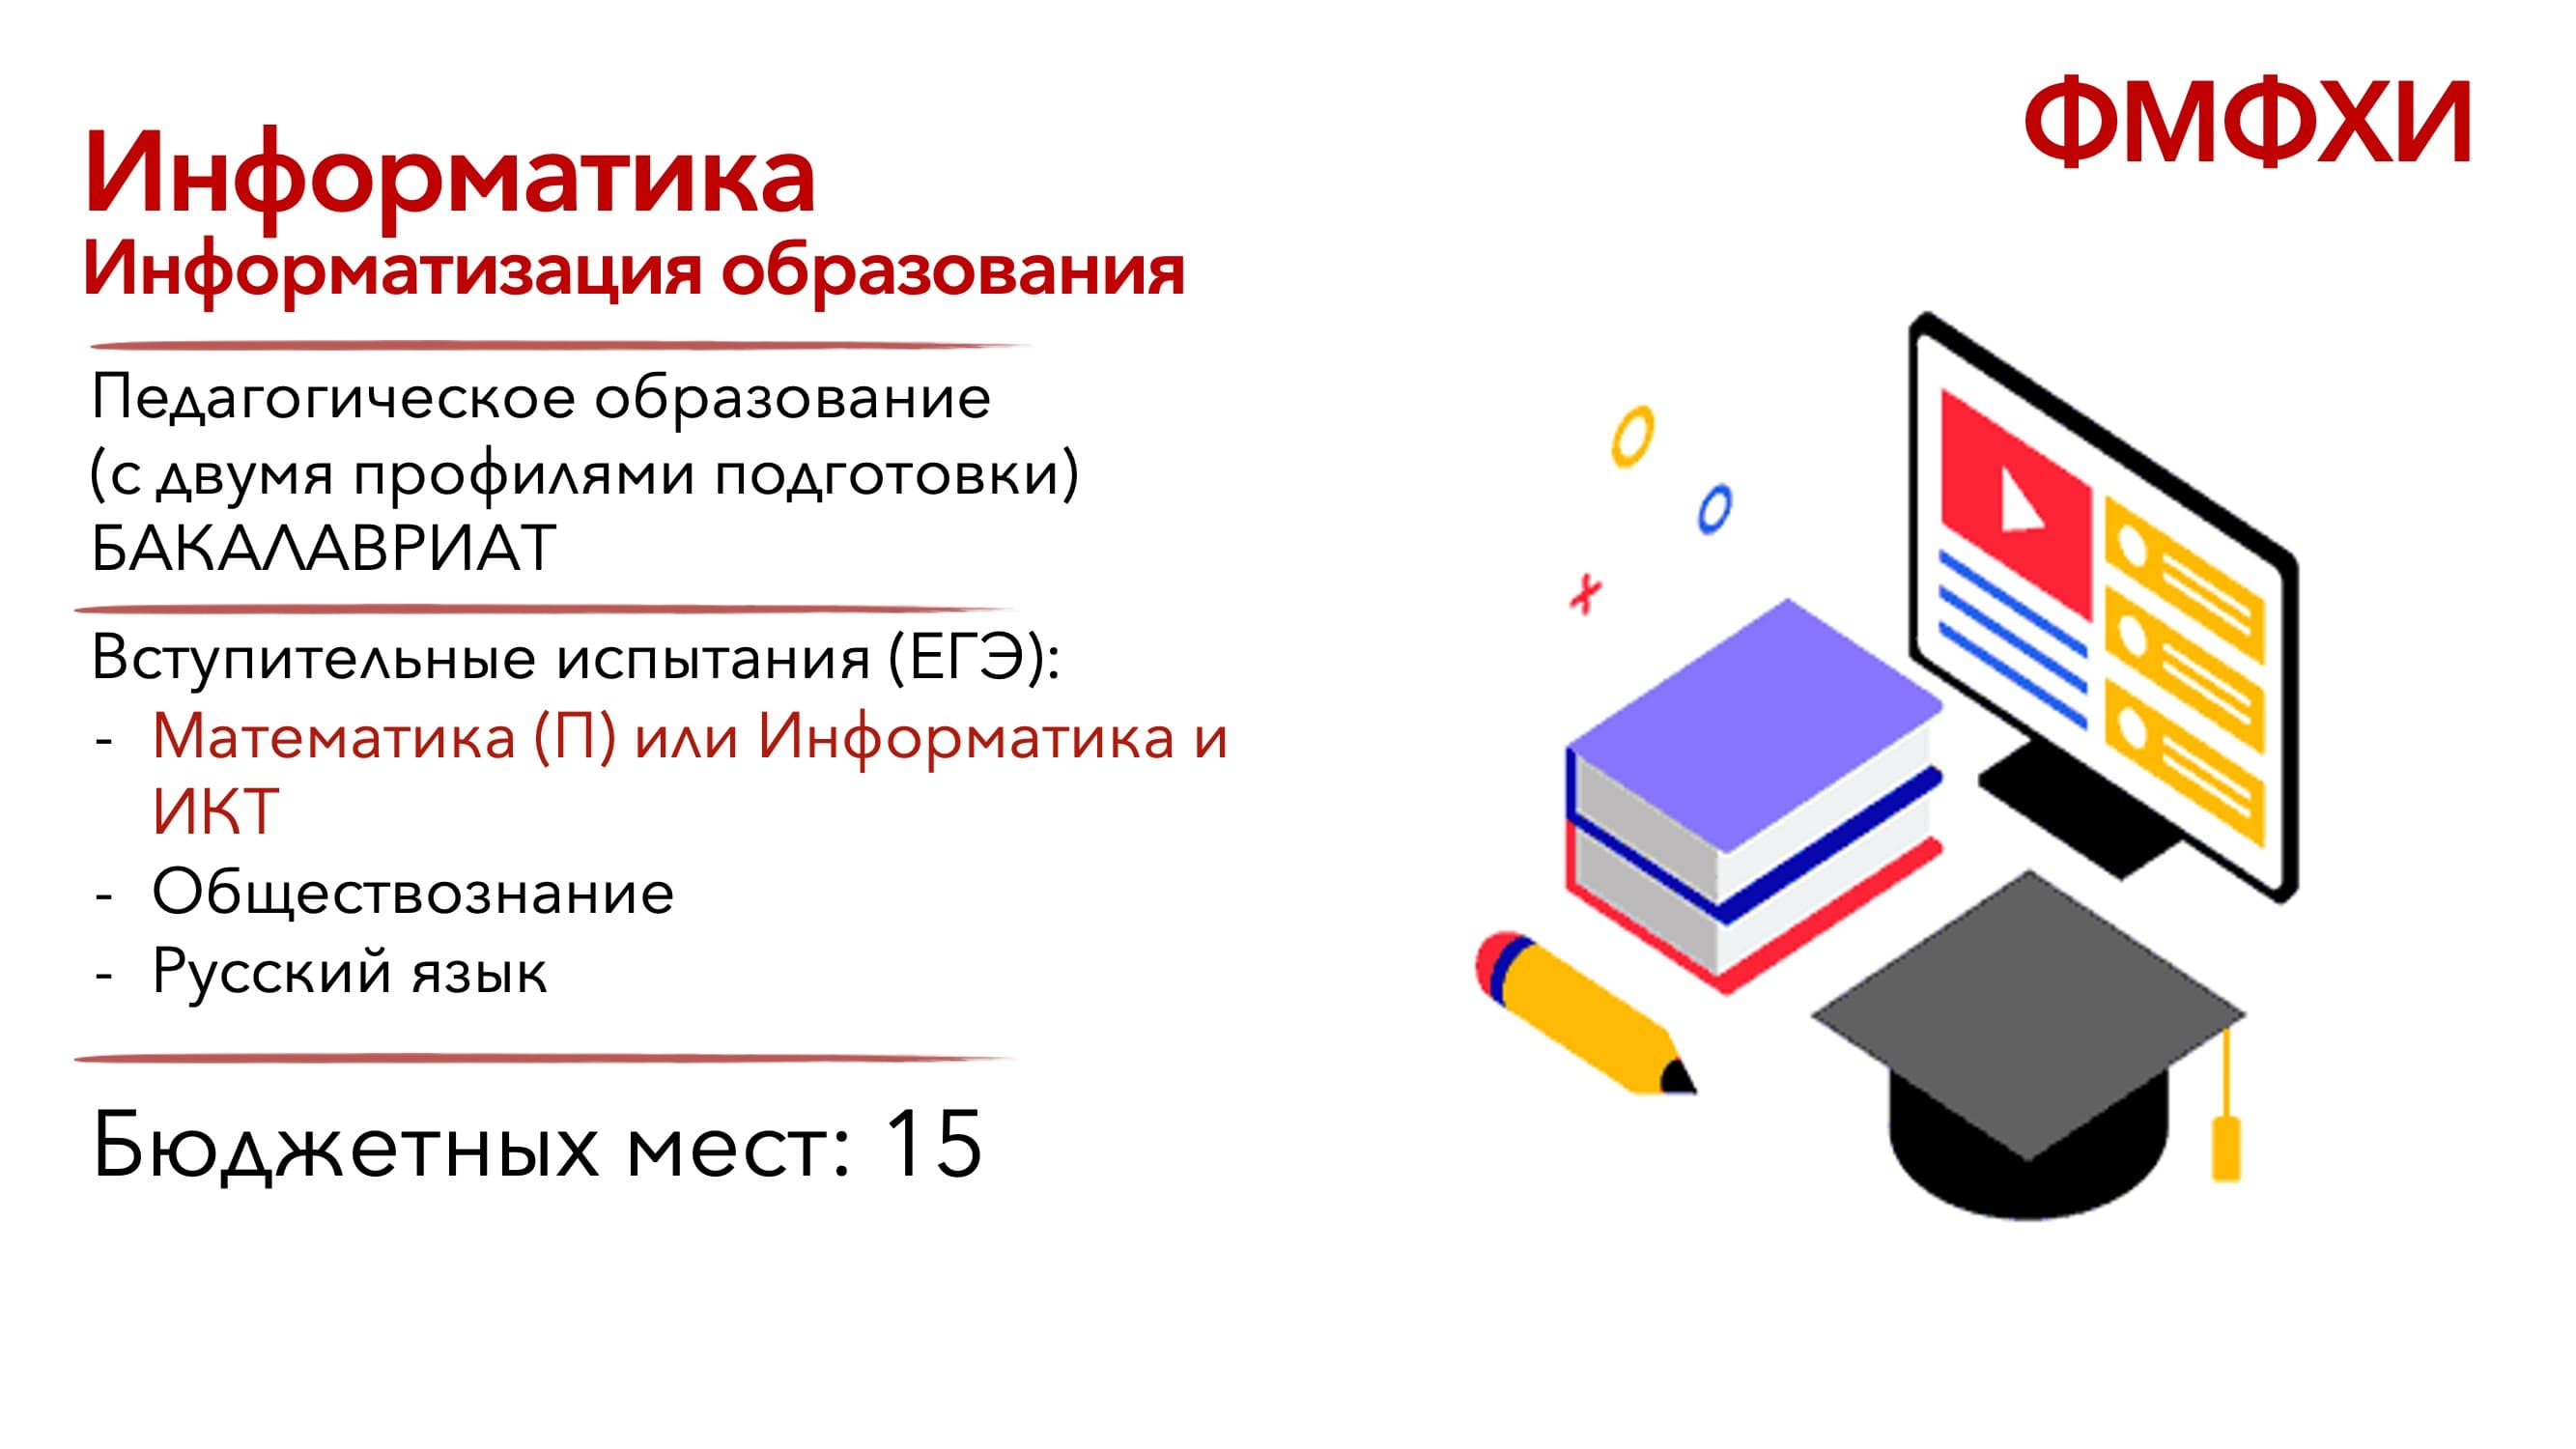 ФМФХИ
Информатика
Информатизация образования
Педагогическое образование
(с двумя профилями подготовки)
БАКАЛАВРИАТ
Вступительные испытания (ЕГЭ):
- Математика (П) или Информатика и
ИКТ
- Обществознание
- Русский язык
Бюджетных мест: 15